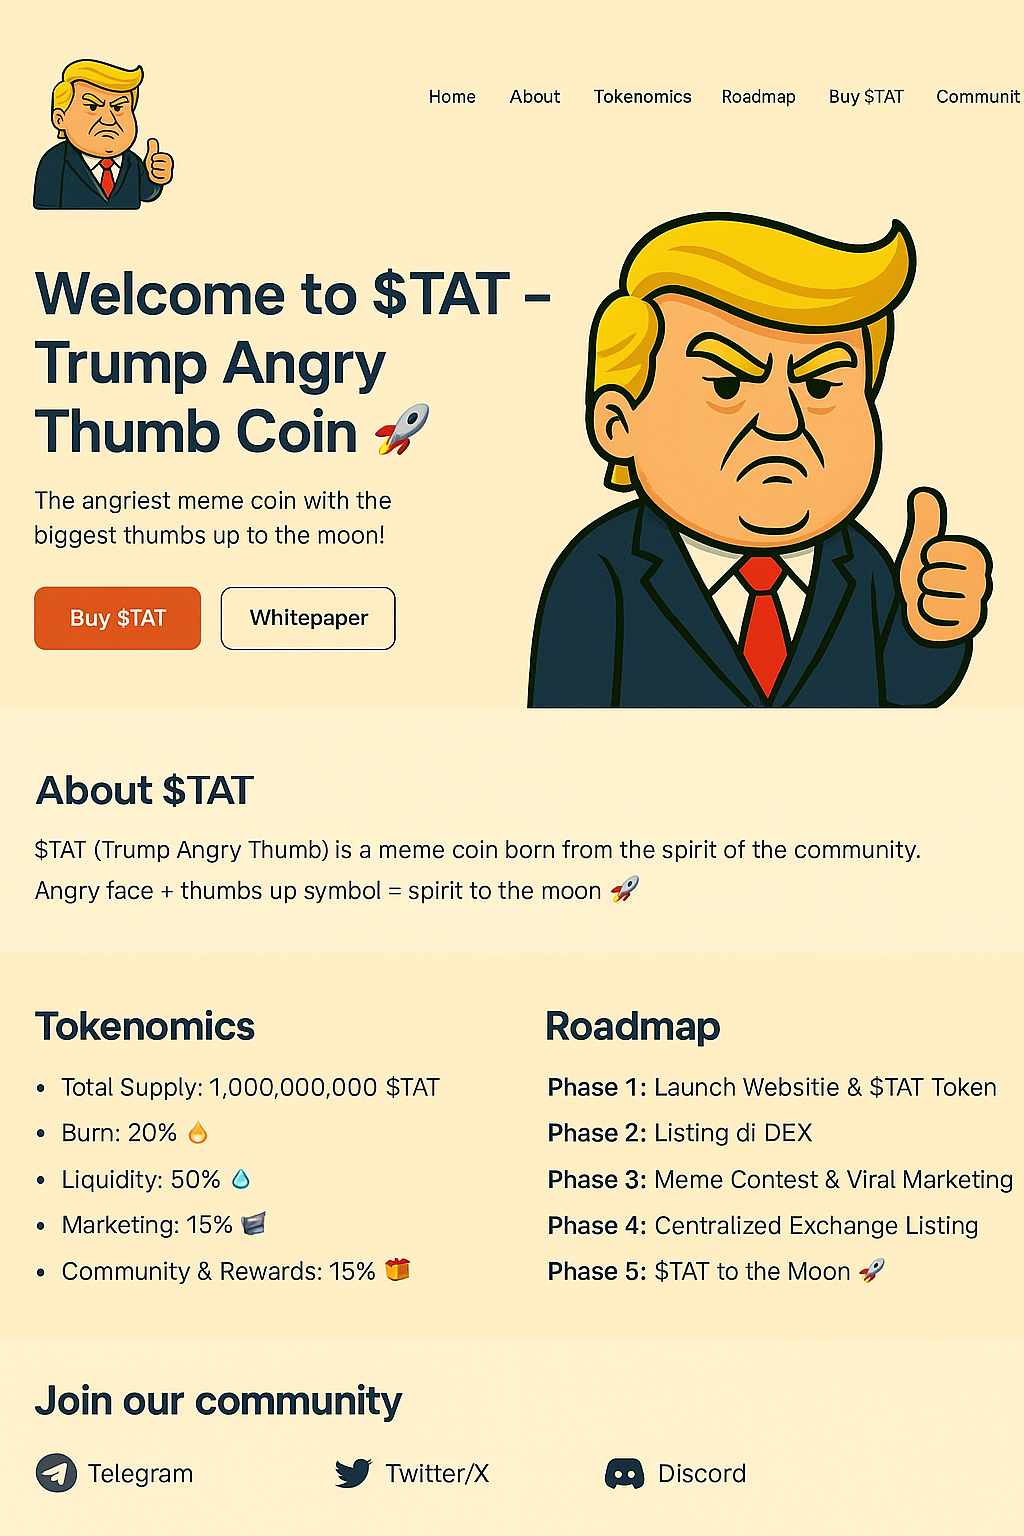 Home About Tokenomics Roadmap Buy $TAT Communit
Welcome to $TAT –
Trump Angry
Thumb Coin 🚀
The angriest meme coin with the
biggest thumbs up to the moon!
Buy $TAT Whitepaper
About $TAT
$TAT (Trump Angry Thumb) is a meme coin born from the spirit of the community.
Angry face + thumbs up symbol = spirit to the moon 🚀
Tokenomics
• Total Supply: 1,000,000,000 $TAT
• Burn: 20% 🔥
• Liquidity: 50% 💧
• Marketing: 15%
• Community & Rewards: 15% 🎁
Roadmap
Phase 1: Launch Websitie & $TAT Token
Phase 2: Listing di DEX
Phase 3: Meme Contest & Viral Marketing
Phase 4: Centralized Exchange Listing
Phase 5: $TAT to the Moon 🚀
Join our community
Telegram Twitter/X Discord